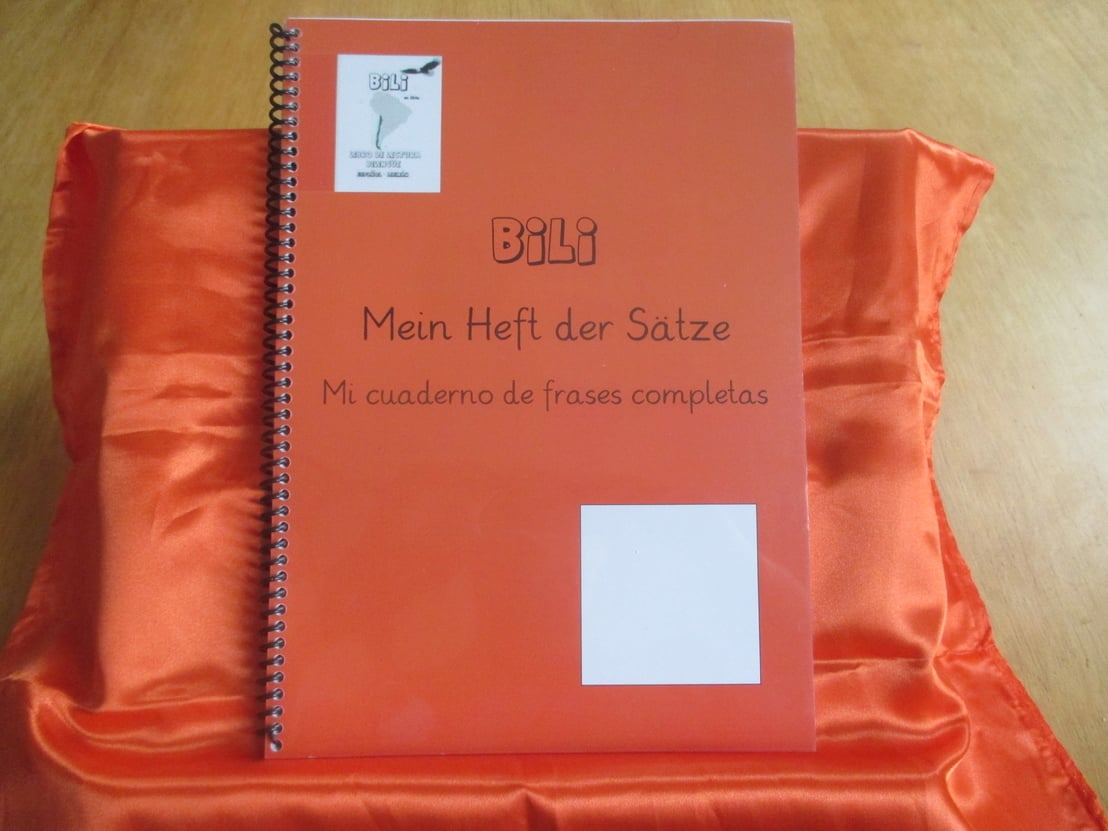 BiLi
en Chile
LIBRO DE LECTURA
BILINGÜE
ESPAÑOL - ALEMÁN
BiLi
Mein Heft der Sätze
Mi cuaderno de frases completas